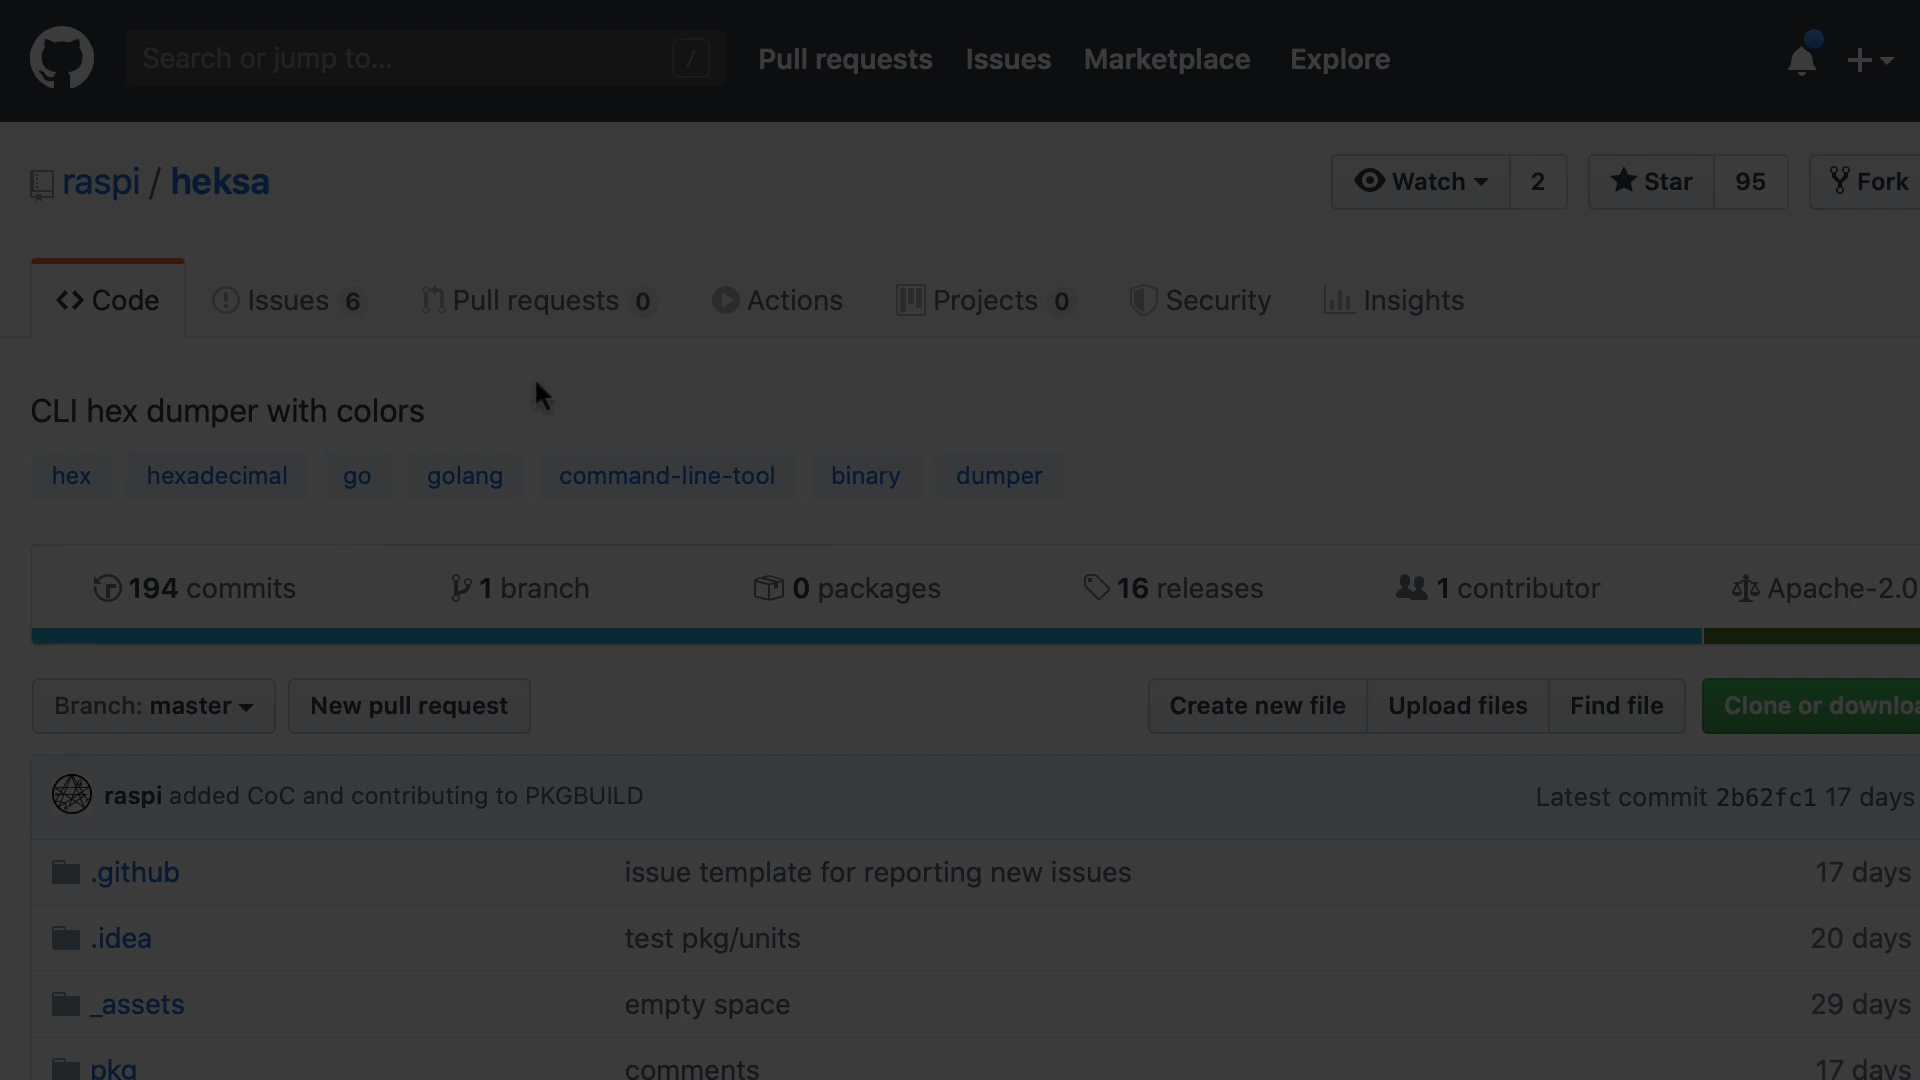 Search or jump to... / Pull requests Issues Marketplace Explore
raspi / heksa Watch 2 Star 95 Fork
Code Issues 6 Pull requests 0 Actions Projects 0 Security Insights
CLI hex dumper with colors
hex hexadecimal go golang command-line-tool binary dumper
194 commits 1 branch 0 packages 16 releases 1 contributor Apache-2.0
Branch: master New pull request Create new file Upload files Find file Clone or downloa
raspi added CoC and contributing to PKGBUILD Latest commit 2b62fc1 17 days
.github issue template for reporting new issues 17 days
.idea test pkg/units 20 days
_assets empty space 29 days
pkg comments 17 days